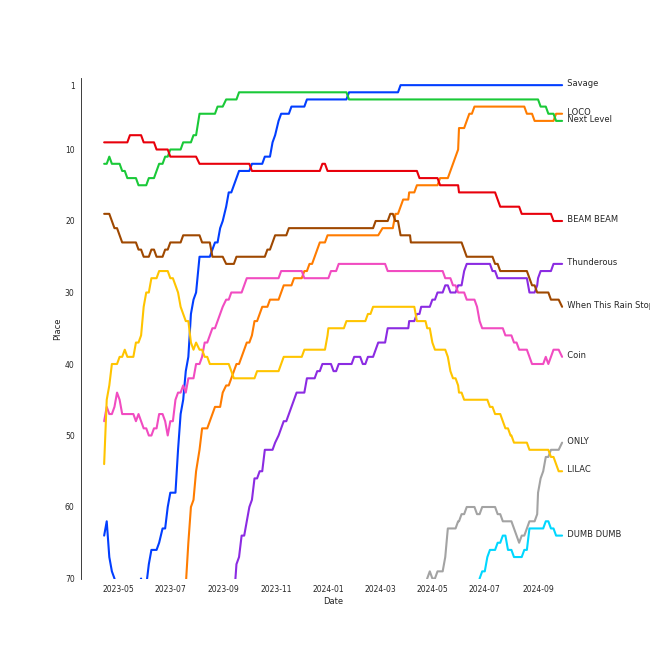 1
Savage
LOCO
Next Level
10
20
BEAM BEAM
Thunderous
30
When This Rain Sto
Place
Coin
40
50
ONLY
LILAC
60
DUMB DUMB
70
2023-05
2023-07
2023-09
2023-11
2024-01
2024-03
2024-05
2024-07
2024-09
Date